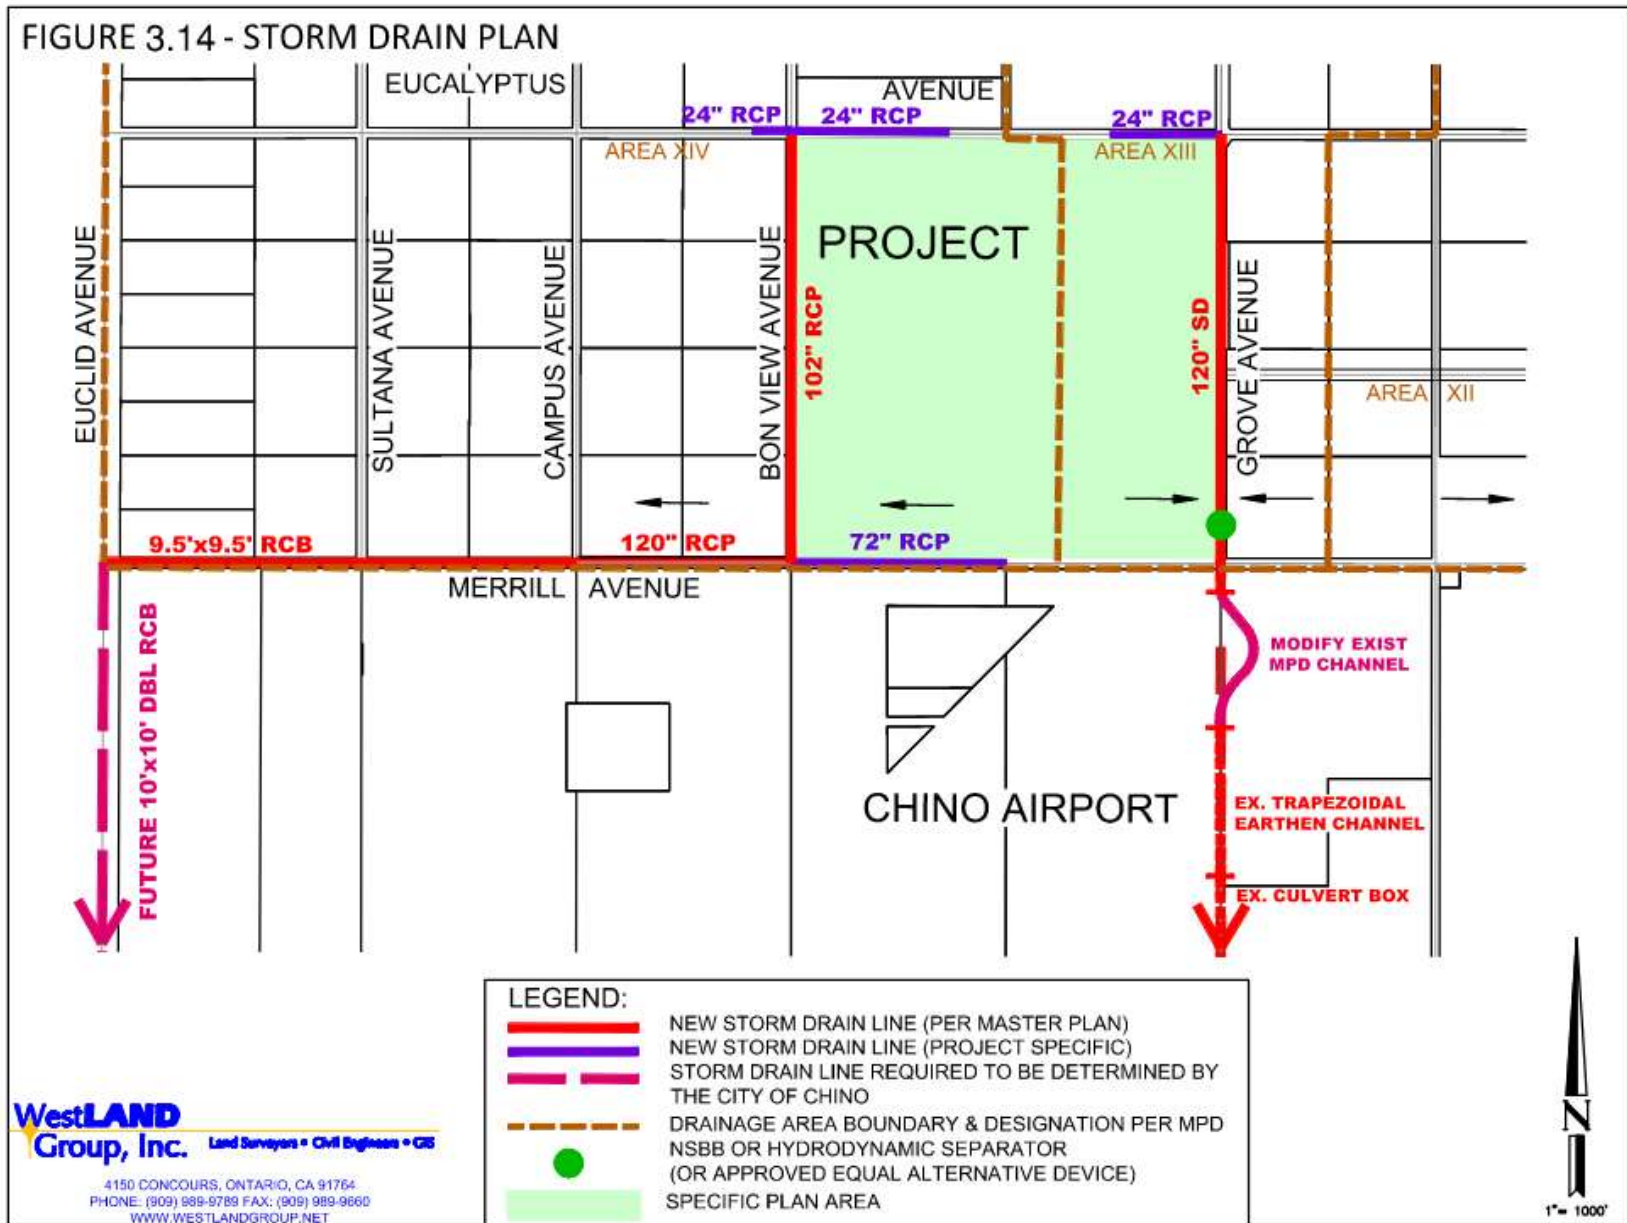 FIGURE 3.14 - STORM DRAIN PLAN
EUCALYPTUS
AVENUE
24" RCP
24" RCP
24" RCP
AREA XIV
AREA XIII
PROJECT
EUCLID AVENUE
SULTANA AVENUE
CAMPUS AVENUE
BON VIEW AVENUE
102" RCP
120" SD
GROVE AVENUE
AREA XII
9.5'x9.5' RCB
120" RCP
72" RCP
MERRILL AVENUE
FUTURE 10'x10' DBL RCB
MODIFY EXIST
MPD CHANNEL
CHINO AIRPORT
EX. TRAPEZOIDAL
EARTHEN CHANNEL
EX. CULVERT BOX
LEGEND:
NEW STORM DRAIN LINE (PER MASTER PLAN)
NEW STORM DRAIN LINE (PROJECT SPECIFIC)
STORM DRAIN LINE REQUIRED TO BE DETERMINED BY
THE CITY OF CHINO
DRAINAGE AREA BOUNDARY & DESIGNATION PER MPD
NSBB OR HYDRODYNAMIC SEPARATOR
(OR APPROVED EQUAL ALTERNATIVE DEVICE)
SPECIFIC PLAN AREA
WestLAND
Group, Inc.
Land Surveyors • Civil Engineers • GIS
4150 CONCOURS, ONTARIO, CA 91764
PHONE: (909) 989-9789 FAX: (909) 989-9660
WWW.WESTLANDGROUP.NET
N
1"= 1000'